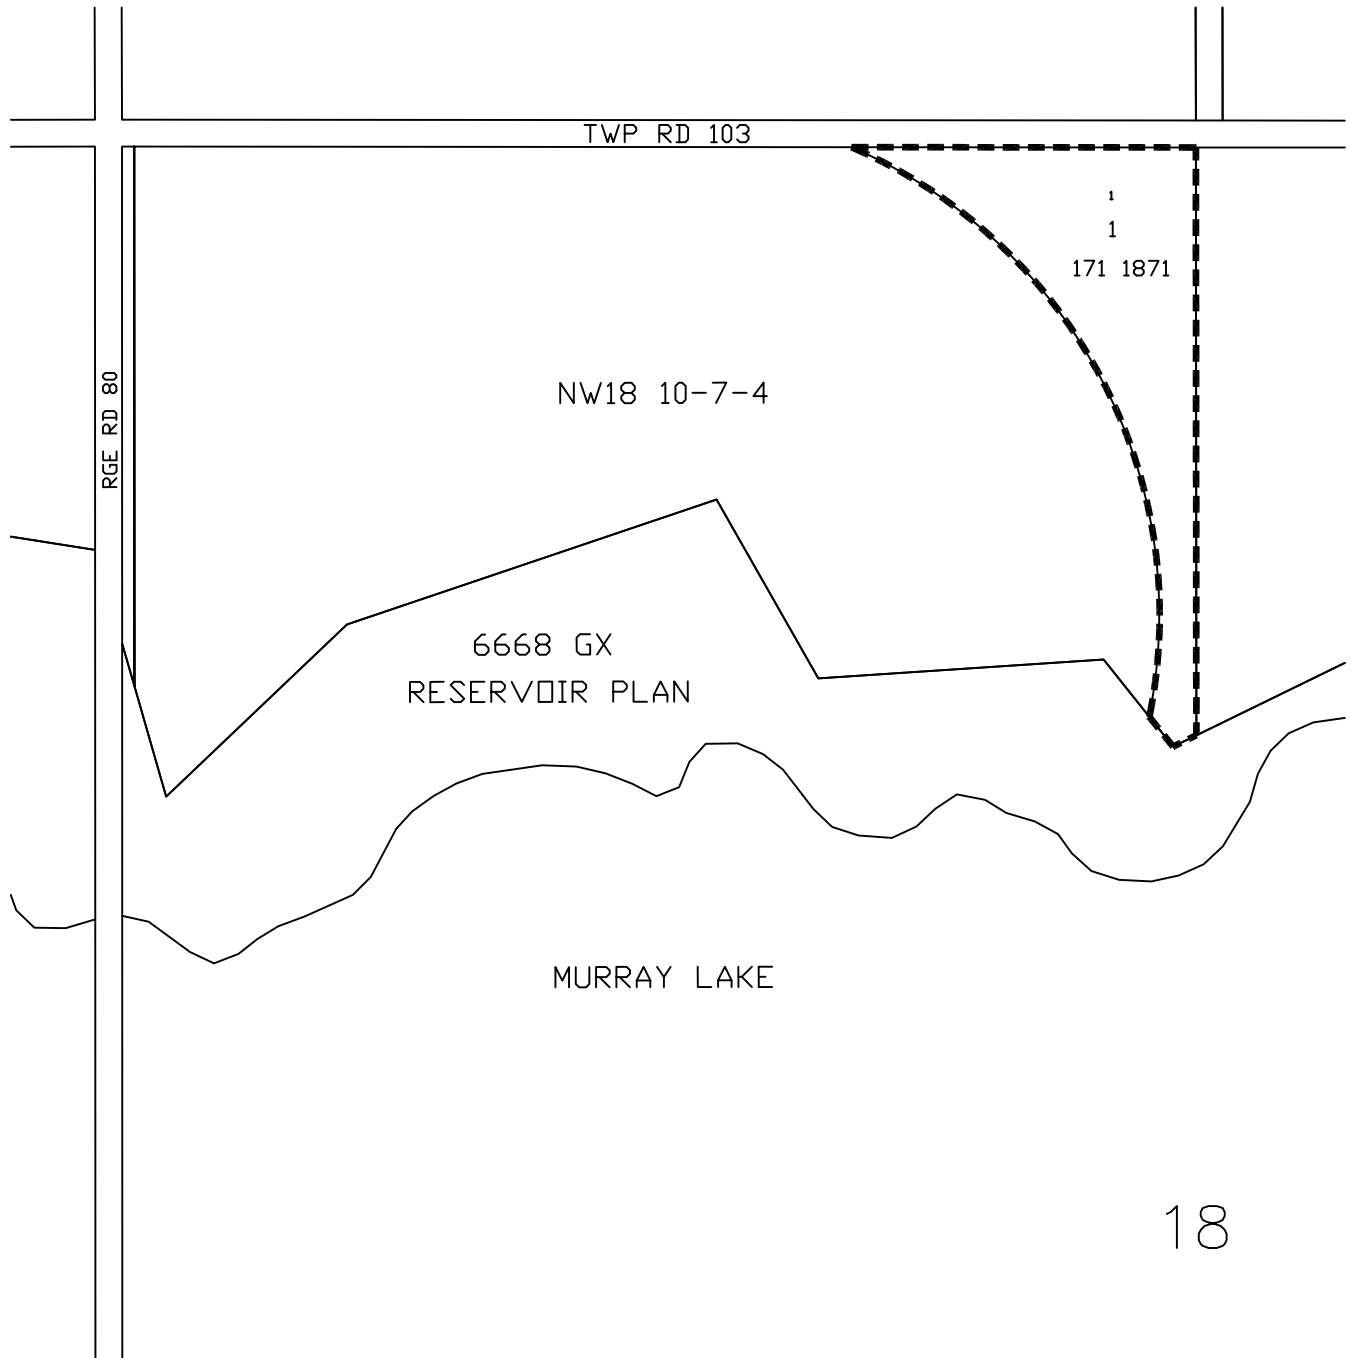 TWP RD 103
1
1
171 1871
RGE RD 80
NW18 10-7-4
6668 GX
RESERVOIR PLAN
MURRAY LAKE
18